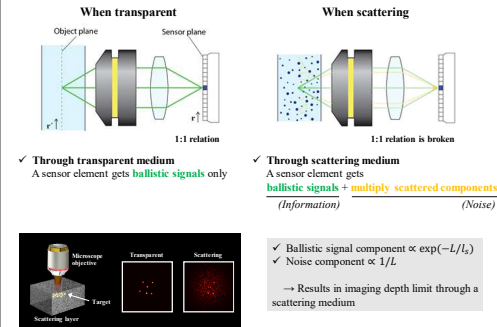 When transparent
When scattering
Object plane
Sensor plane
r'
r
1:1 relation
1:1 relation is broken
✓ Through transparent medium
A sensor element gets ballistic signals only
✓ Through scattering medium
A sensor element gets
ballistic signals + multiply scattered components
(Information) (Noise)
Microscope
objective
Transparent
Scattering
Target
Scattering layer
✓ Ballistic signal component ∝ exp(−L/lₛ)
✓ Noise component ∝ 1/L
→ Results in imaging depth limit through a
scattering medium